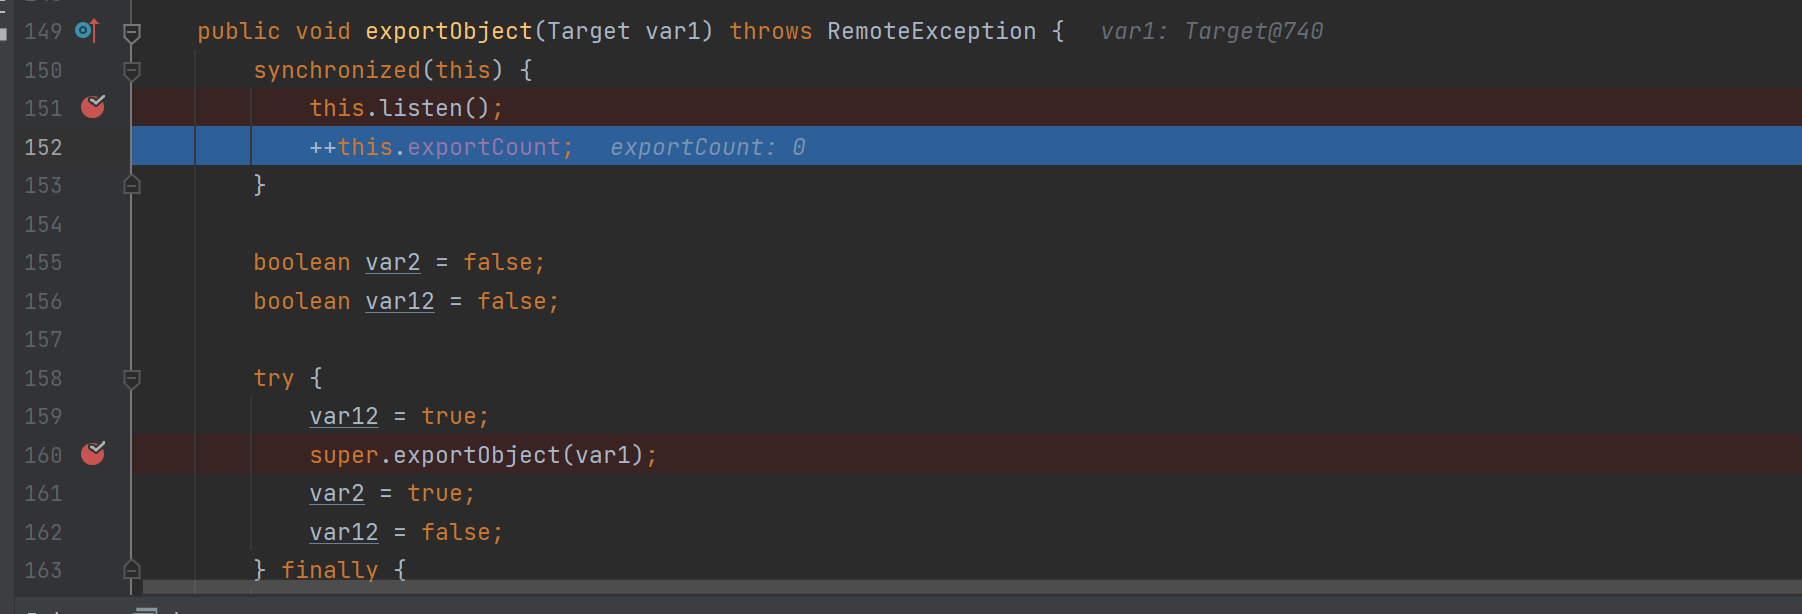 149 public void exportObject(Target var1) throws RemoteException { var1: Target@740
150 synchronized(this) {
151 this.listen();
152 ++this.exportCount; exportCount: 0
153 }
154
155 boolean var2 = false;
156 boolean var12 = false;
157
158 try {
159 var12 = true;
160 super.exportObject(var1);
161 var2 = true;
162 var12 = false;
163 } finally {